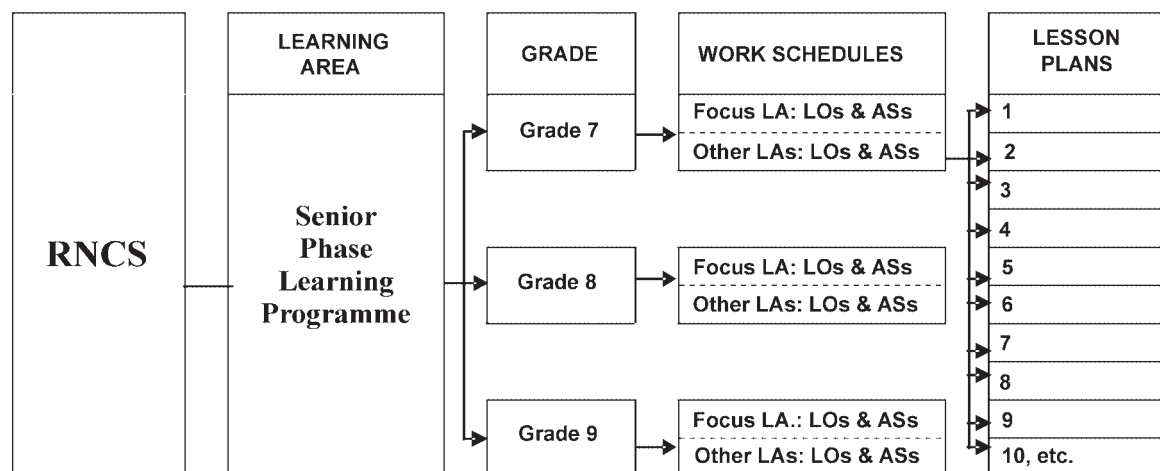 RNCS
LEARNING
AREA
Senior
Phase
Learning
Programme
GRADE
Grade 7
Grade 8
Grade 9
WORK SCHEDULES
Focus LA: LOs & ASs
Other LAs: LOs & ASs
Focus LA: LOs & ASs
Other LAs: LOs & ASs
Focus LA.: LOs & ASs
Other LAs: LOs & ASs
LESSON
PLANS
1
2
3
4
5
6
7
8
9
10, etc.